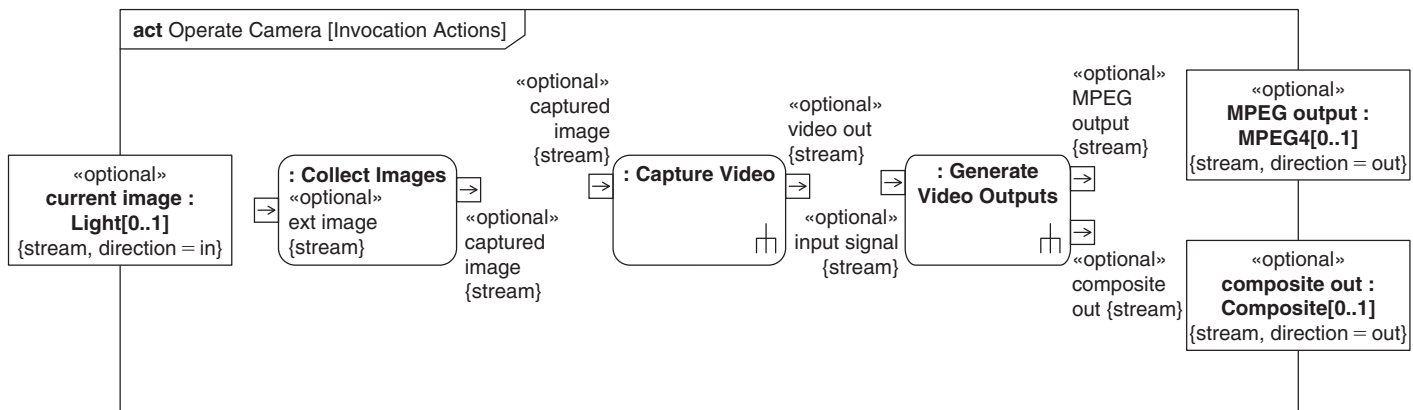 act Operate Camera [Invocation Actions]
«optional»
current image :
Light[0..1]
{stream, direction = in}
: Collect Images
«optional»
ext image
{stream}
«optional»
captured
image
{stream}
«optional»
captured
image
{stream}
: Capture Video
«optional»
video out
{stream}
«optional»
input signal
{stream}
: Generate
Video Outputs
«optional»
MPEG
output
{stream}
«optional»
composite
out {stream}
«optional»
MPEG output :
MPEG4[0..1]
{stream, direction = out}
«optional»
composite out :
Composite[0..1]
{stream, direction = out}